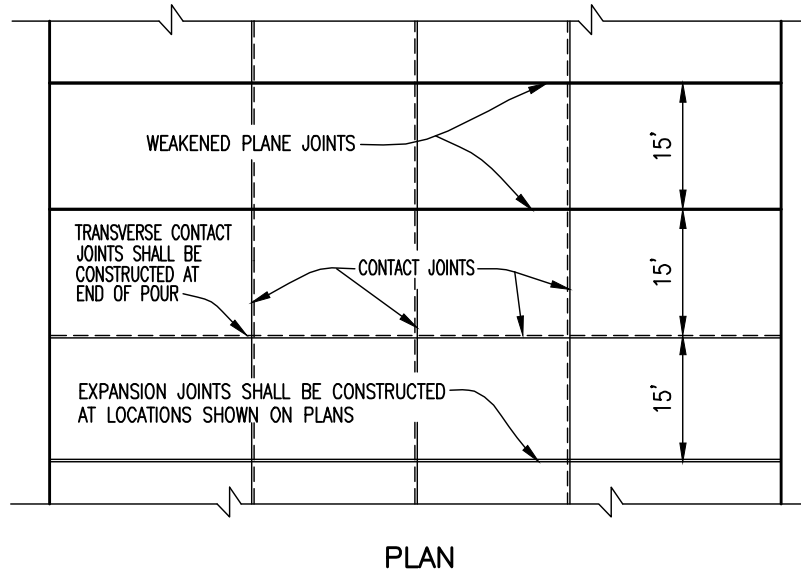 WEAKENED PLANE JOINTS
15'
TRANSVERSE CONTACT
JOINTS SHALL BE
CONSTRUCTED AT
END OF POUR
CONTACT JOINTS
15'
EXPANSION JOINTS SHALL BE CONSTRUCTED
AT LOCATIONS SHOWN ON PLANS
15'
PLAN